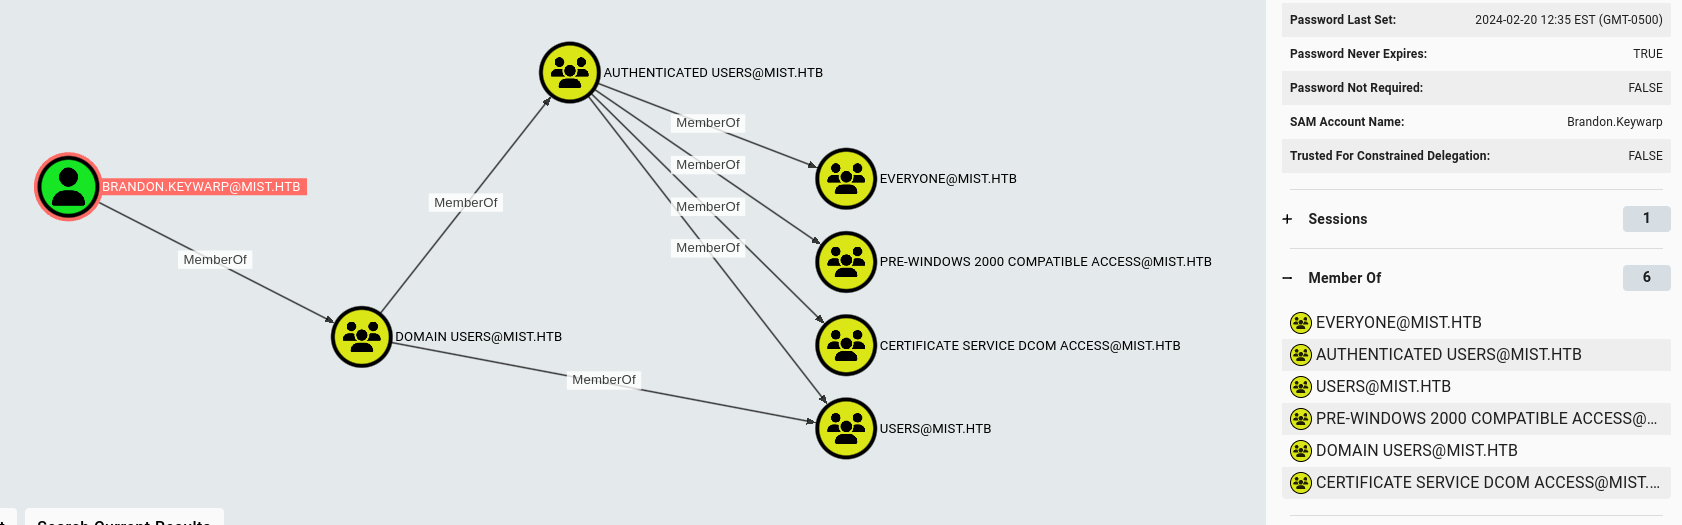 AUTHENTICATED USERS@MIST.HTB
MemberOf
EVERYONE@MIST.HTB
MemberOf
BRANDON.KEYWARP@MIST.HTB
MemberOf
MemberOf
MemberOf
MemberOf
PRE-WINDOWS 2000 COMPATIBLE ACCESS@MIST.HTB
DOMAIN USERS@MIST.HTB
CERTIFICATE SERVICE DCOM ACCESS@MIST.HTB
MemberOf
USERS@MIST.HTB
Search Current Results
Password Last Set: 2024-02-20 12:35 EST (GMT-0500)
Password Never Expires: TRUE
Password Not Required: FALSE
SAM Account Name: Brandon.Keywarp
Trusted For Constrained Delegation: FALSE
+ Sessions 1
− Member Of 6
EVERYONE@MIST.HTB
AUTHENTICATED USERS@MIST.HTB
USERS@MIST.HTB
PRE-WINDOWS 2000 COMPATIBLE ACCESS@...
DOMAIN USERS@MIST.HTB
CERTIFICATE SERVICE DCOM ACCESS@MIST....